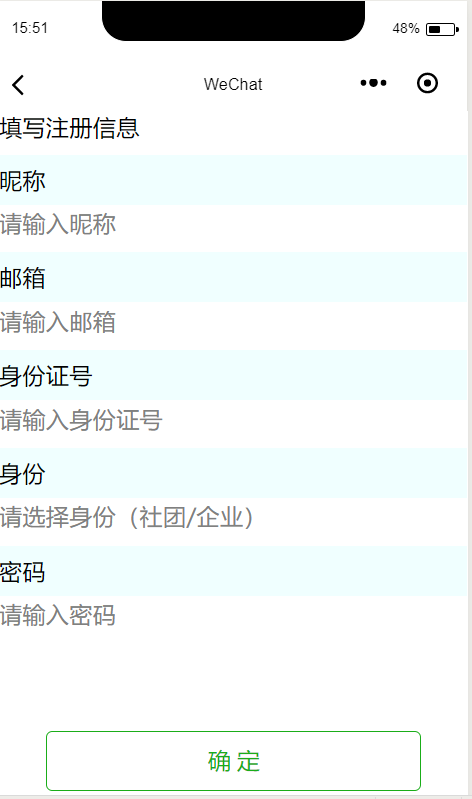 15:51
48%
WeChat
填写注册信息
昵称
请输入昵称
邮箱
请输入邮箱
身份证号
请输入身份证号
身份
请选择身份（社团/企业）
密码
请输入密码
确 定